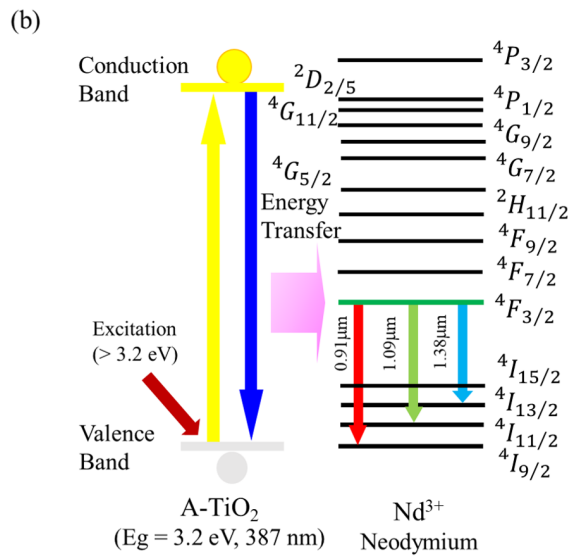 (b)
Conduction
Band
Excitation
(> 3.2 eV)
Valence
Band
A-TiO₂
(Eg = 3.2 eV, 387 nm)
²D₂/₅
⁴G₁₁/₂
⁴G₅/₂
Energy
Transfer
⁴P₃/₂
⁴P₁/₂
⁴G₉/₂
⁴G₇/₂
²H₁₁/₂
⁴F₉/₂
⁴F₇/₂
⁴F₃/₂
0.91μm
1.09μm
1.38μm
⁴I₁₅/₂
⁴I₁₃/₂
⁴I₁₁/₂
⁴I₉/₂
Nd³⁺
Neodymium